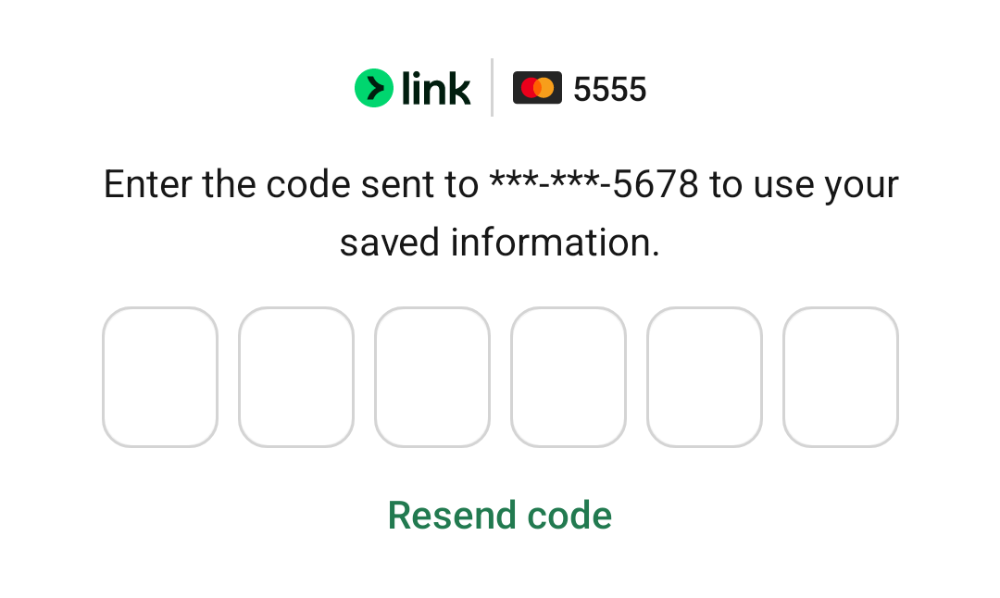 link 5555
Enter the code sent to ***-***-5678 to use your
saved information.
Resend code